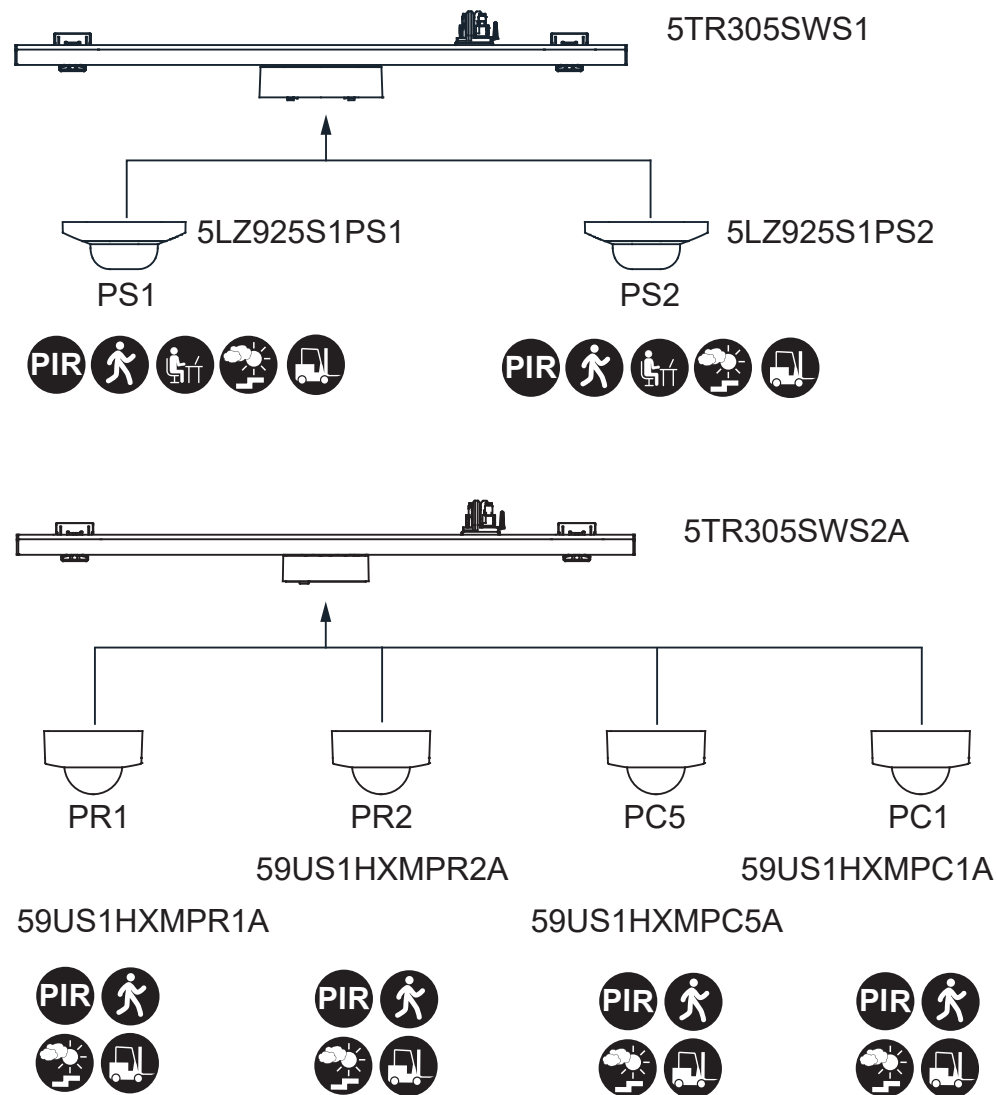 5TR305SWS1
5LZ925S1PS1
5LZ925S1PS2
PS1
PS2
PIR
PIR
5TR305SWS2A
PR1
PR2
PC5
PC1
59US1HXMPR2A
59US1HXMPC1A
59US1HXMPR1A
59US1HXMPC5A
PIR
PIR
PIR
PIR